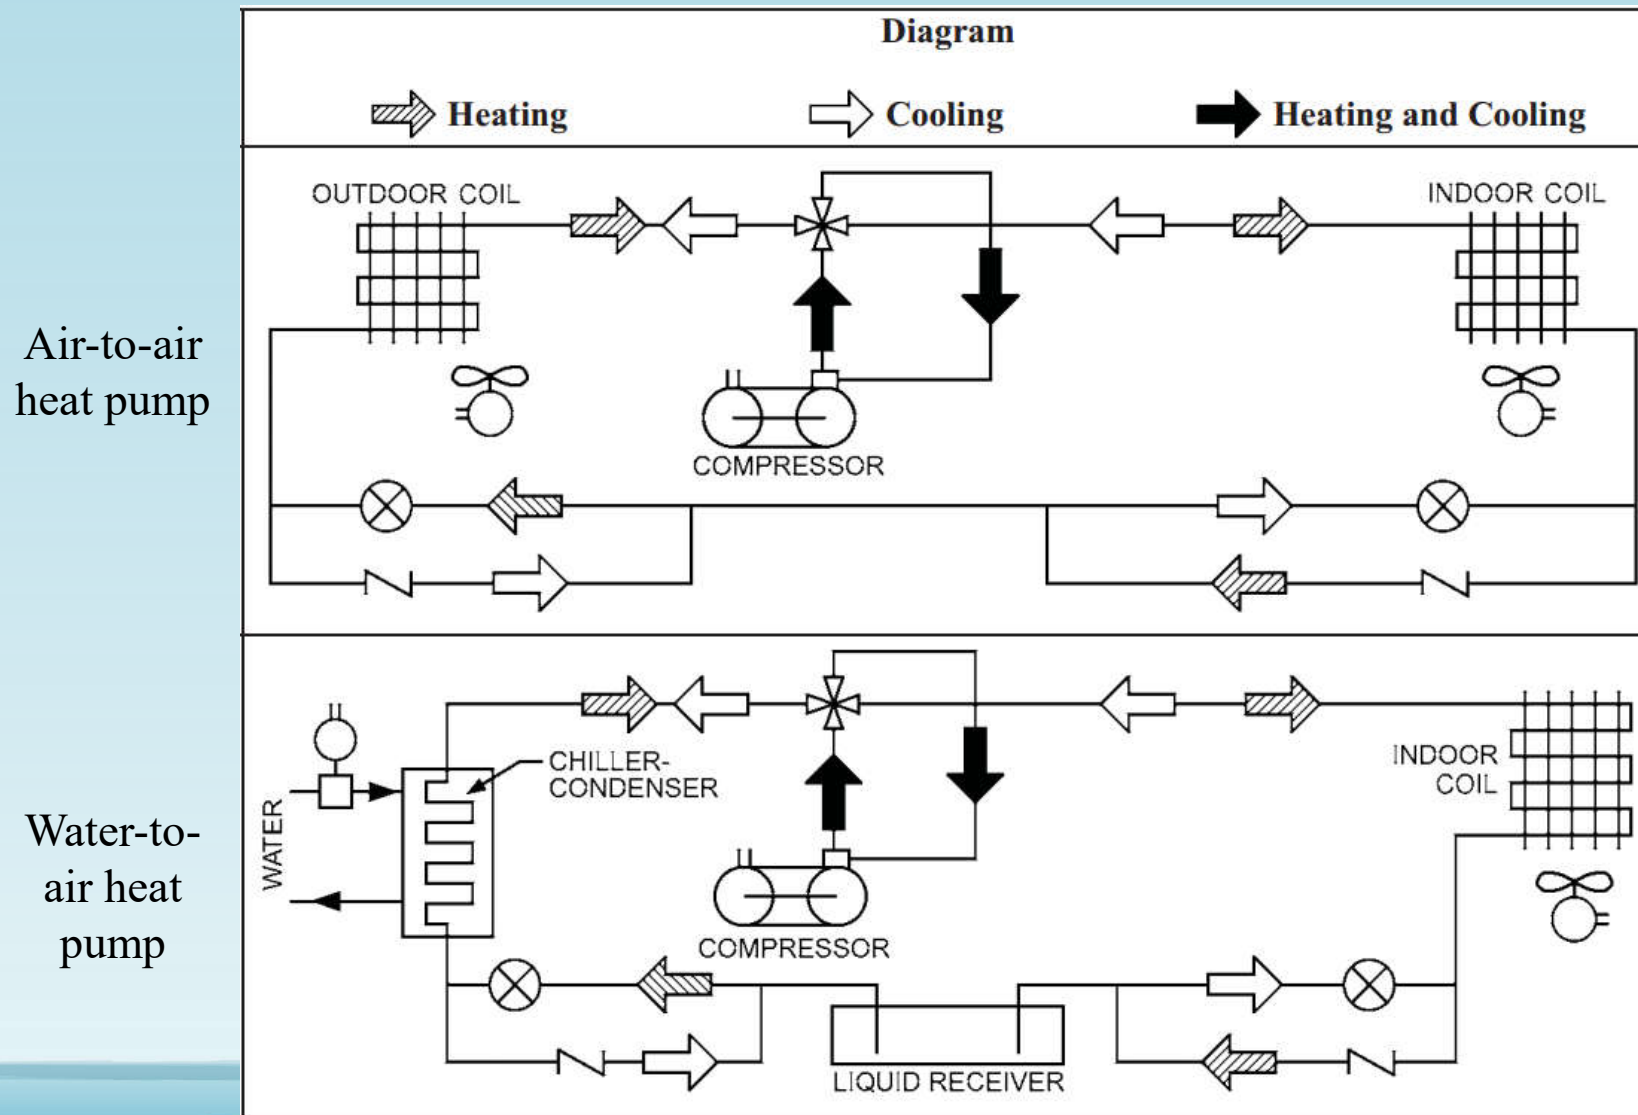 Diagram
Heating
Cooling
Heating and Cooling
Air-to-air
heat pump
OUTDOOR COIL
INDOOR COIL
COMPRESSOR
Water-to-
air heat
pump
WATER
CHILLER-
CONDENSER
COMPRESSOR
INDOOR
COIL
LIQUID RECEIVER